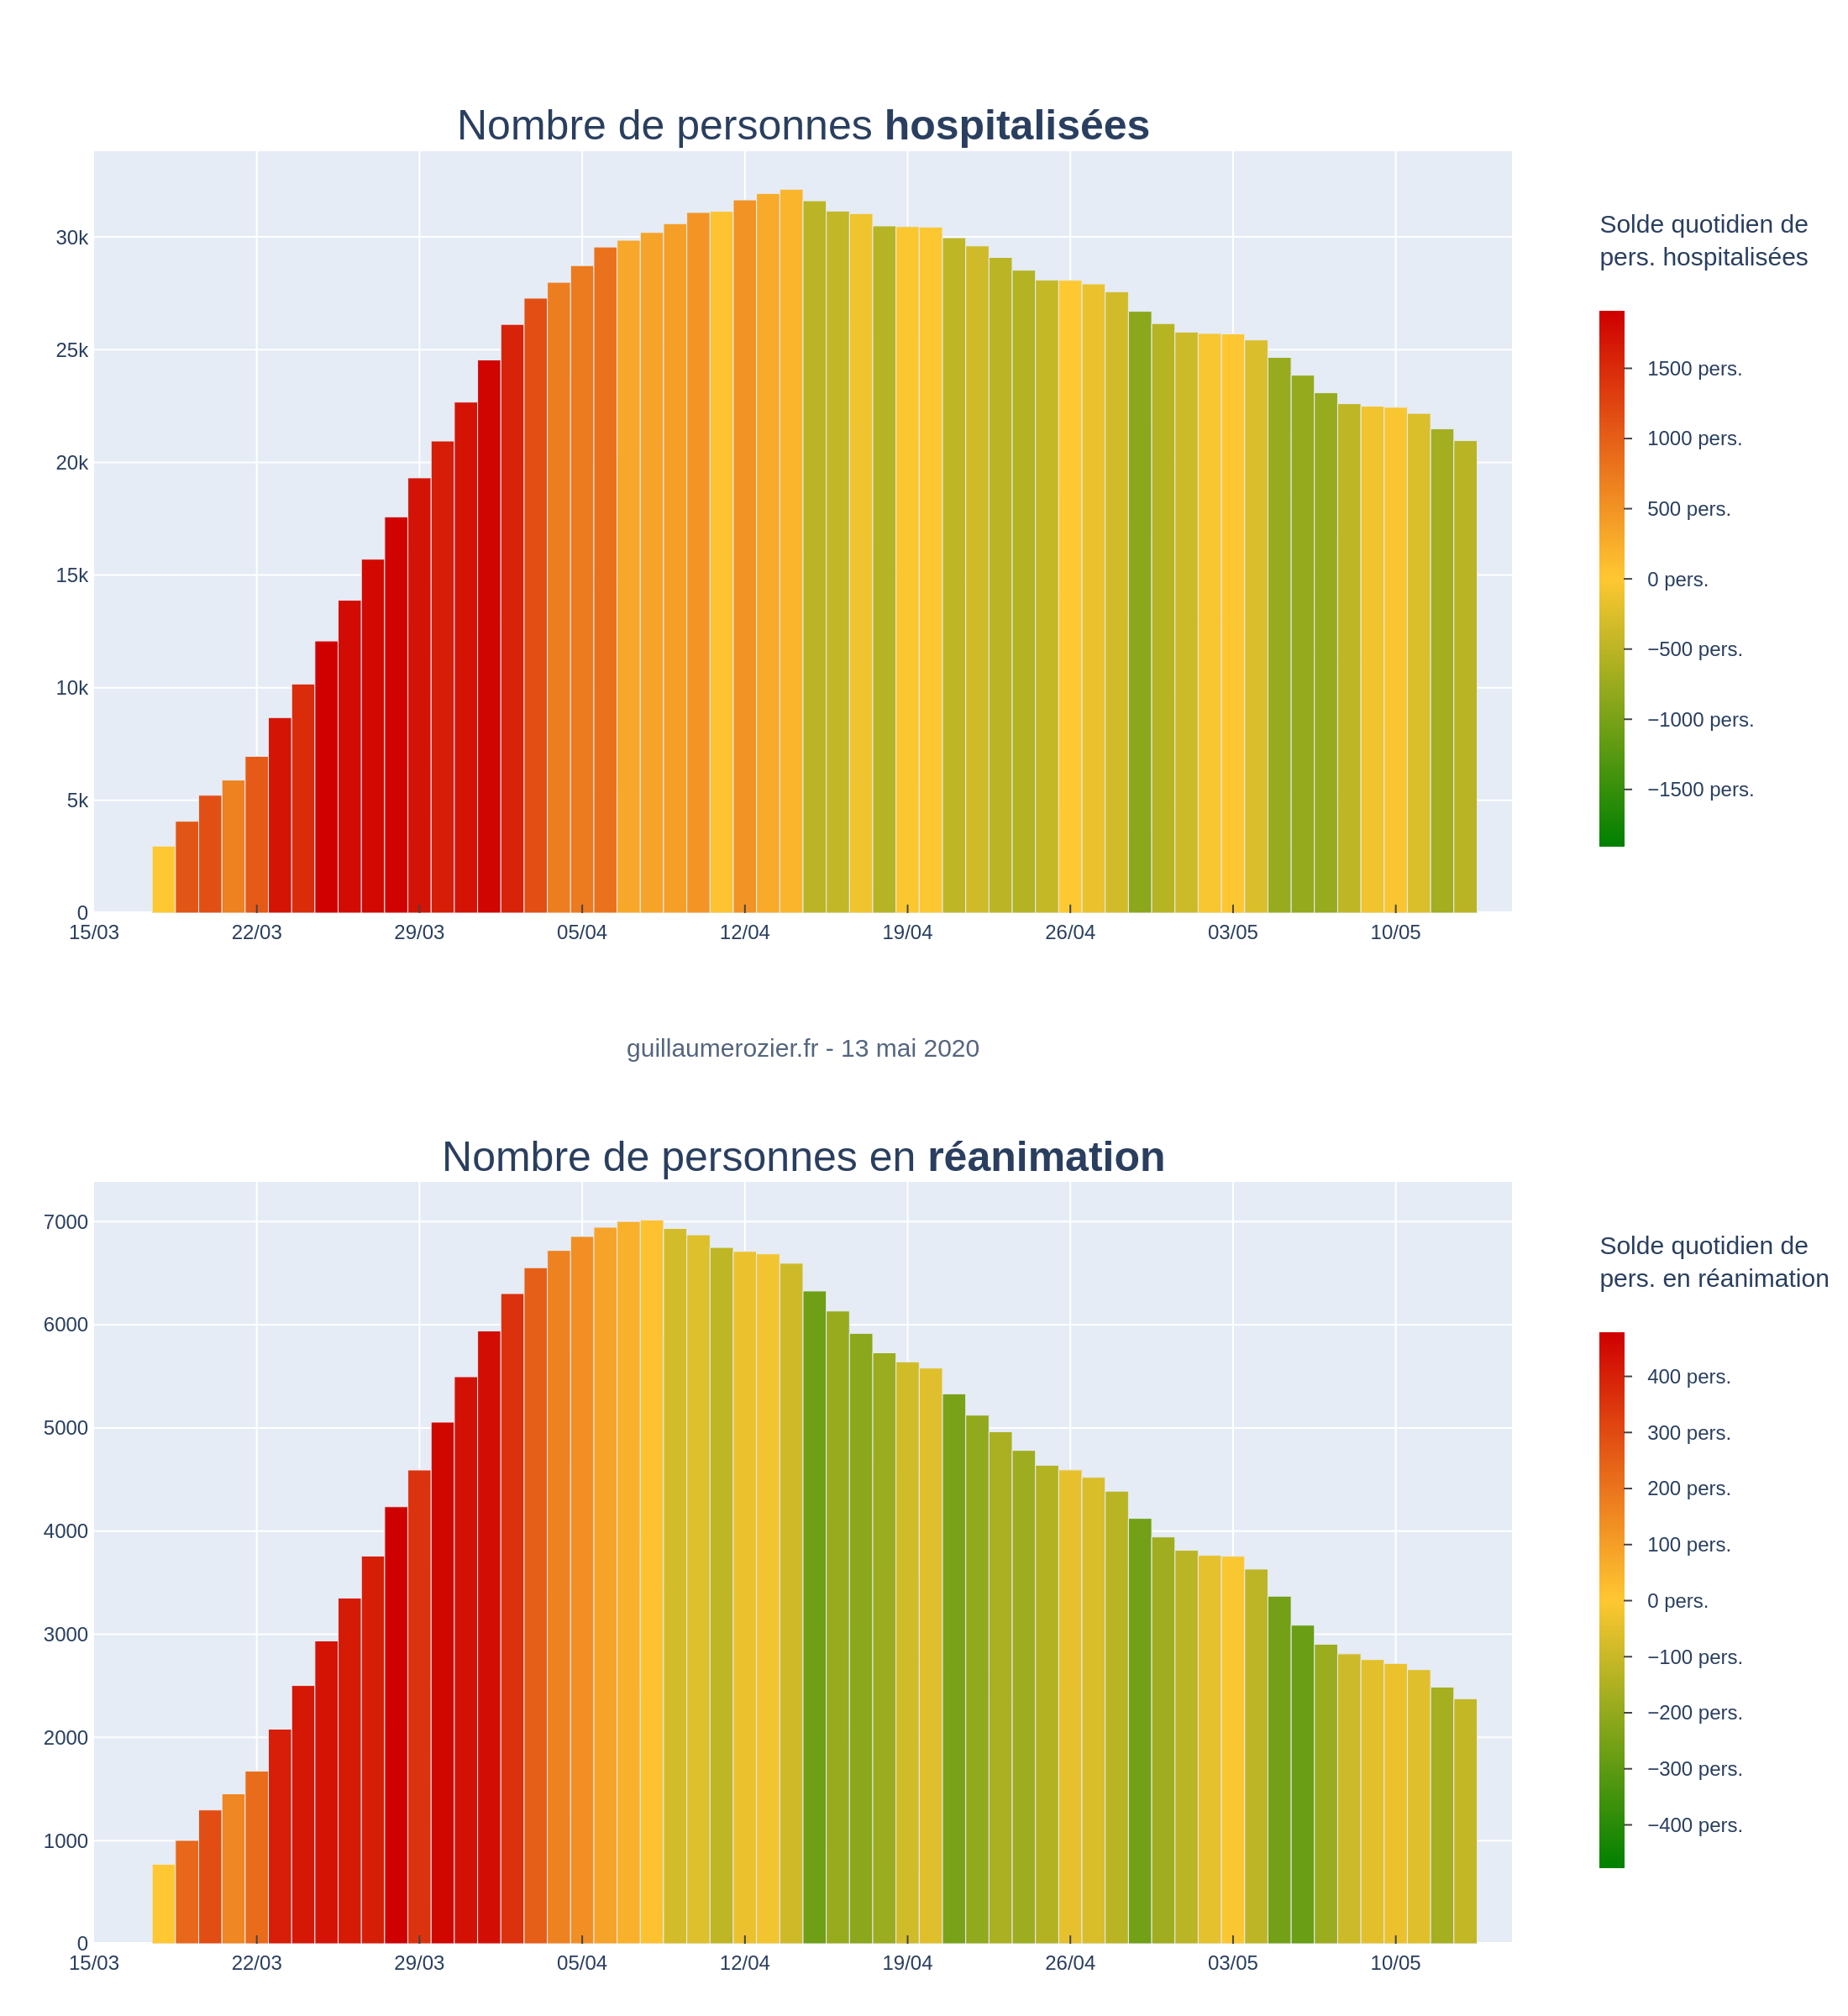 Nombre de personnes hospitalisées
30k
25k
20k
15k
10k
5k
0
15/03 22/03 29/03 05/04 12/04 19/04 26/04 03/05 10/05
Solde quotidien de
pers. hospitalisées
1500 pers.
1000 pers.
500 pers.
0 pers.
−500 pers.
−1000 pers.
−1500 pers.
guillaumerozier.fr - 13 mai 2020
Nombre de personnes en réanimation
7000
6000
5000
4000
3000
2000
1000
0
15/03 22/03 29/03 05/04 12/04 19/04 26/04 03/05 10/05
Solde quotidien de
pers. en réanimation
400 pers.
300 pers.
200 pers.
100 pers.
0 pers.
−100 pers.
−200 pers.
−300 pers.
−400 pers.